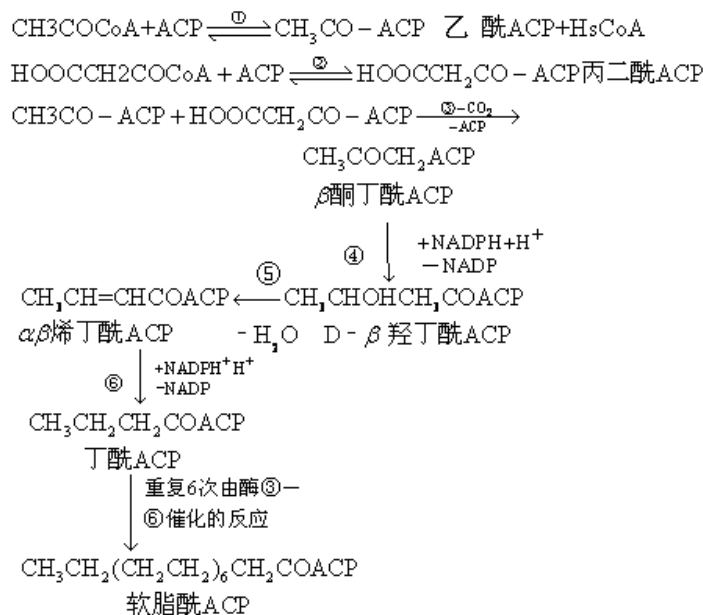 CH3COCoA+ACP ① CH₃CO－ACP 乙 酰ACP+HsCoA
HOOCCH2COCoA＋ACP ② HOOCCH₂CO－ACP丙二酰ACP
CH3CO－ACP＋HOOCCH₂CO－ACP ③-CO₂ -ACP
CH₃COCH₂ACP
β酮丁酰ACP
④ +NADPH+H⁺
－NADP
CH₃CH=CHCOACP ⑤ CH₃CHOHCH₂COACP
αβ烯丁酰ACP -H₂O D-β羟丁酰ACP
⑥ +NADPH⁺H⁺
-NADP
CH₃CH₂CH₂COACP
丁酰ACP
重复6次由酶③—
⑥催化的反应
CH₃CH₂(CH₂CH₂)₆CH₂COACP
软脂酰ACP